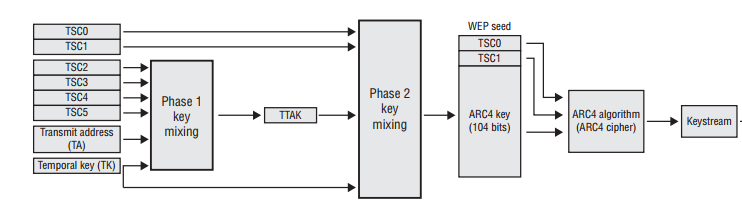 TSC0
TSC1
TSC2
TSC3
TSC4
TSC5
Transmit address
(TA)
Temporal key (TK)
Phase 1
key
mixing
TTAK
Phase 2
key
mixing
WEP seed
TSC0
TSC1
ARC4 key
(104 bits)
ARC4 algorithm
(ARC4 cipher)
Keystream